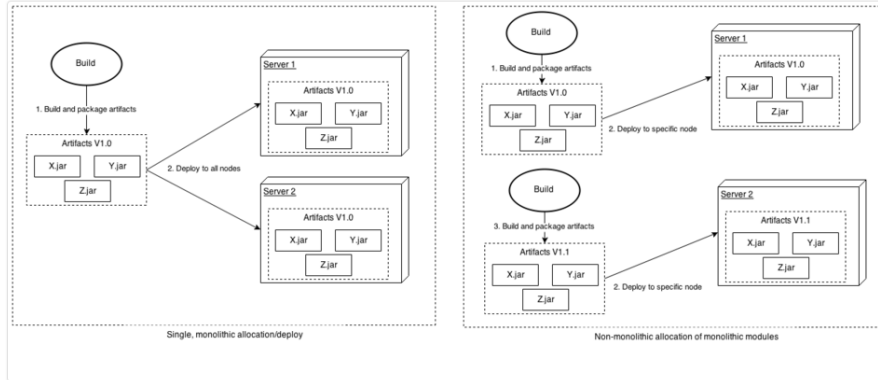 Build
1. Build and package artifacts
Artifacts V1.0
X.jar
Y.jar
Z.jar
2. Deploy to all nodes
Server 1
Artifacts V1.0
X.jar
Y.jar
Z.jar
Server 2
Artifacts V1.0
X.jar
Y.jar
Z.jar
Single, monolithic allocation/deploy
Build
1. Build and package artifacts
Artifacts V1.0
X.jar
Y.jar
Z.jar
2. Deploy to specific node
Server 1
Artifacts V1.0
X.jar
Y.jar
Z.jar
Build
3. Build and package artifacts
Artifacts V1.1
X.jar
Y.jar
Z.jar
2. Deploy to specific node
Server 2
Artifacts V1.1
X.jar
Y.jar
Z.jar
Non-monolithic allocation of monolithic modules